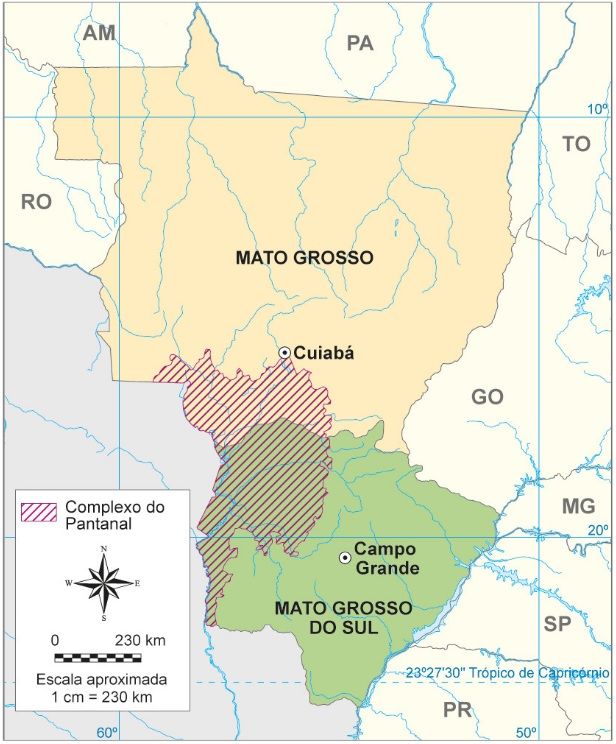 AM
PA
10º
TO
RO
MATO GROSSO
Cuiabá
GO
MG
Complexo do
Pantanal
20º
N
W
E
S
Campo
Grande
0 230 km
MATO GROSSO
DO SUL
SP
Escala aproximada
1 cm = 230 km
23º27'30" Trópico de Capricórnio
PR
60º
50º